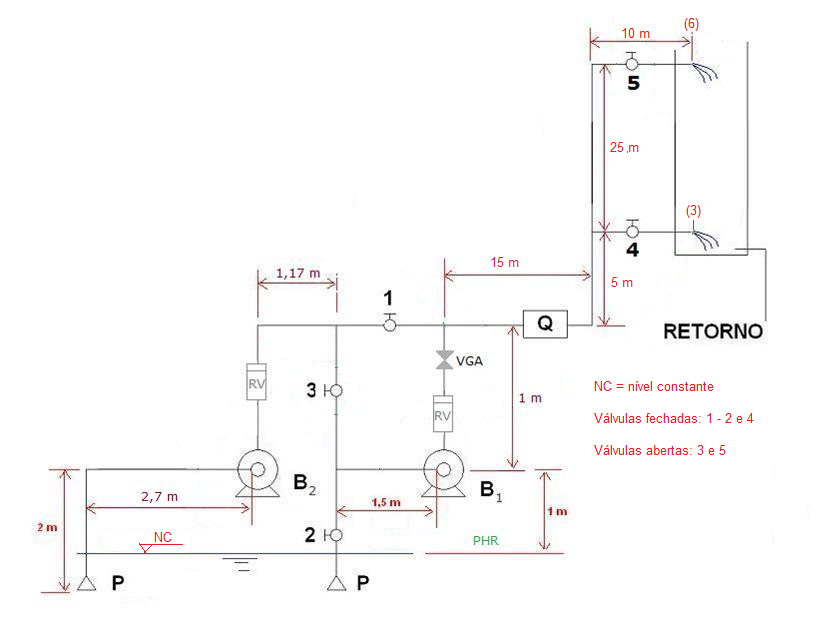 (6)
10 m
5
25 ,m
(3)
4
15 m
5 m
1,17 m
1
Q
RETORNO
VGA
RV
3
RV
1 m
NC = nível constante
Válvulas fechadas: 1 - 2 e 4
Válvulas abertas: 3 e 5
B2
B1
2,7 m
1,5 m
1 m
2 m
NC
2
PHR
P
P